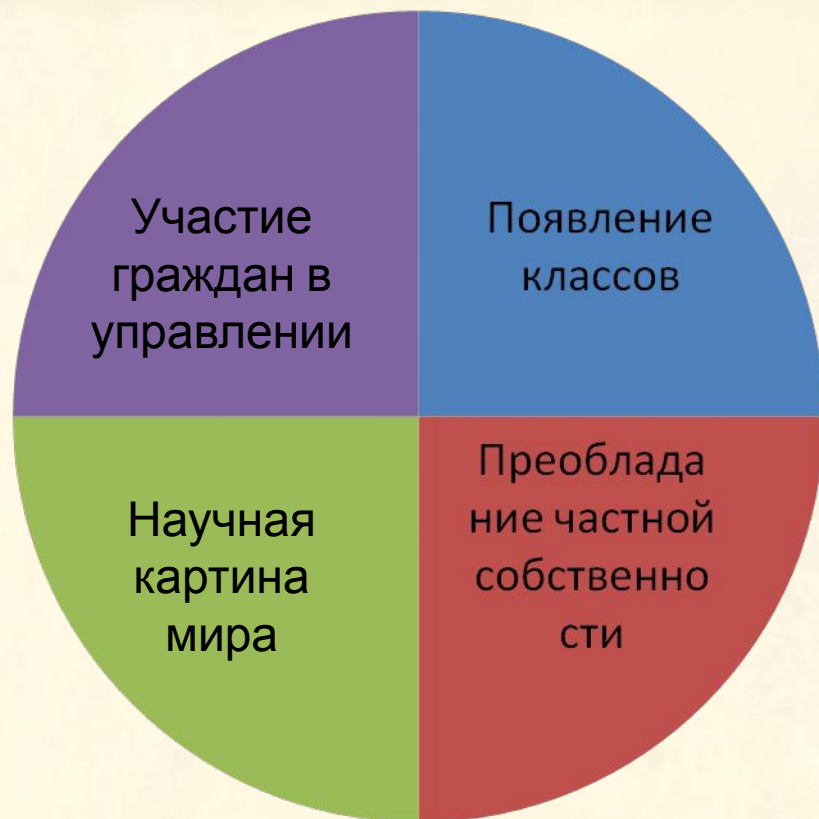 Участие
граждан в
управлении
Появление
классов
Научная
картина
мира
Преоблада
ние частной
собственно
сти